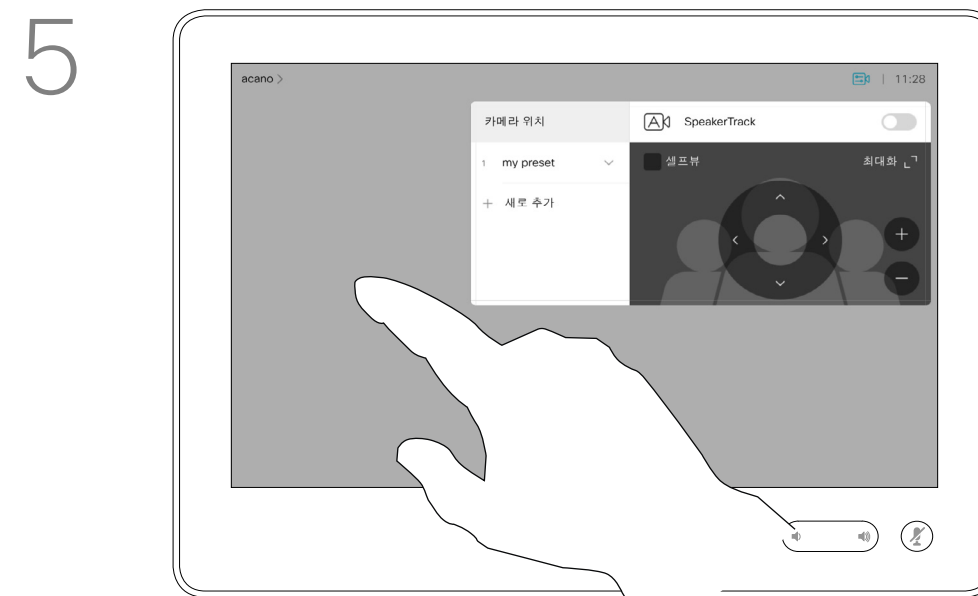 5
acano >
11:28
카메라 위치
SpeakerTrack
1 my preset
셀프뷰
최대화
+ 새로 추가